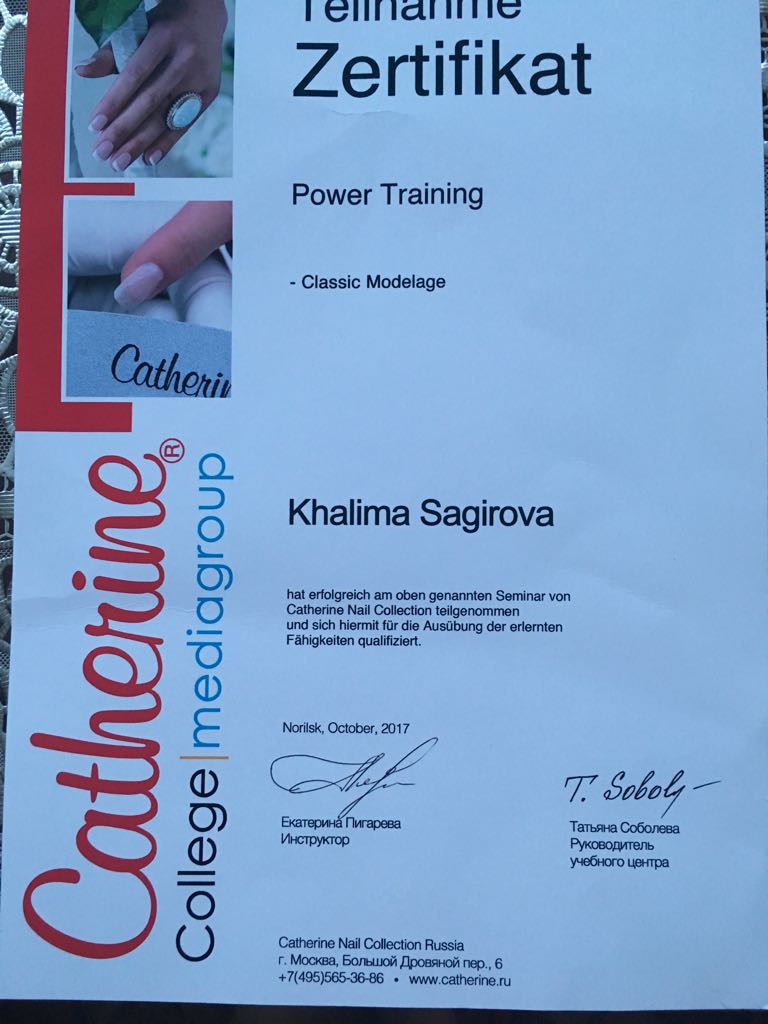 Teilnahme
Zertifikat
Power Training
- Classic Modelage
Catherin
Catherine®
College|mediagroup
Khalima Sagirova
hat erfolgreich am oben genannten Seminar von
Catherine Nail Collection teilgenommen
und sich hiermit für die Ausübung der erlernten
Fähigkeiten qualifiziert.
Norilsk, October, 2017
T. Sobol
Екатерина Пигарева
Инструктор
Татьяна Соболева
Руководитель
учебного центра
Catherine Nail Collection Russia
г. Москва, Большой Дровяной пер., 6
+7(495)565-36-86 • www.catherine.ru